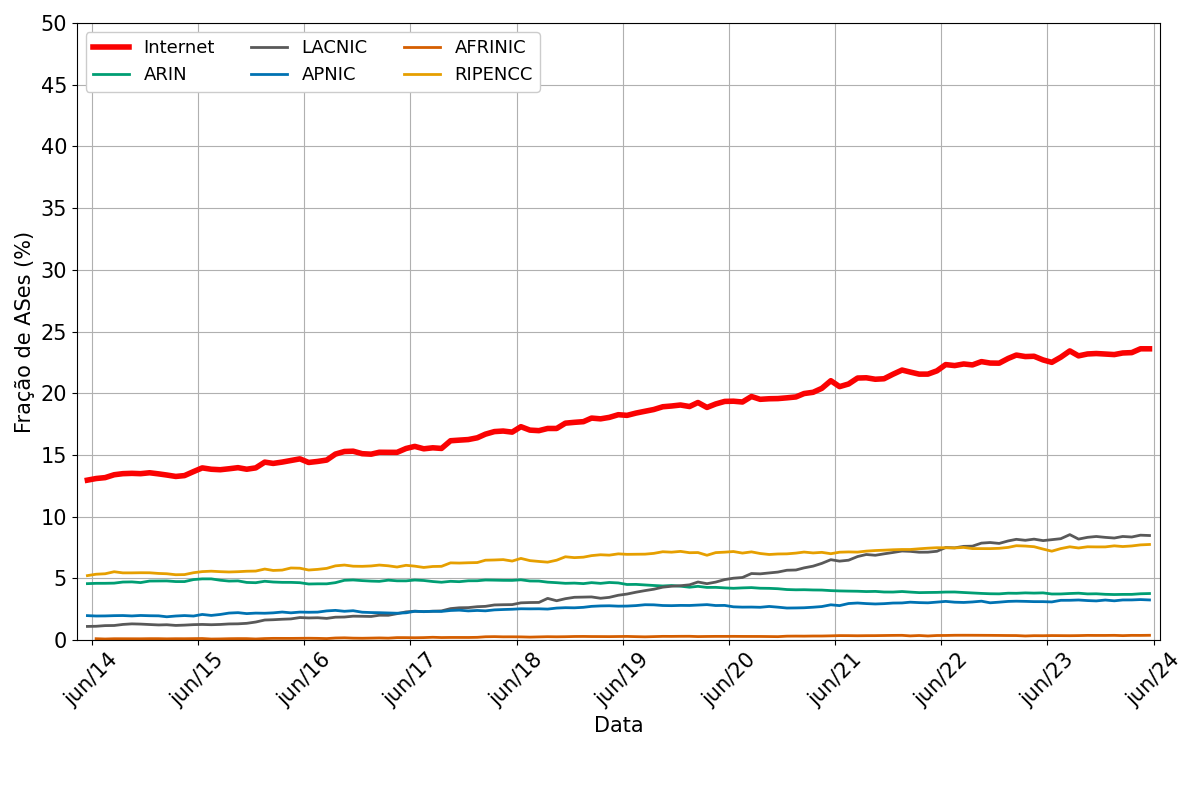 Internet
LACNIC
AFRINIC
ARIN
APNIC
RIPENCC
Fração de ASes (%)
50
45
40
35
30
25
20
15
10
5
0
jun/14
jun/15
jun/16
jun/17
jun/18
jun/19
jun/20
jun/21
jun/22
jun/23
jun/24
Data